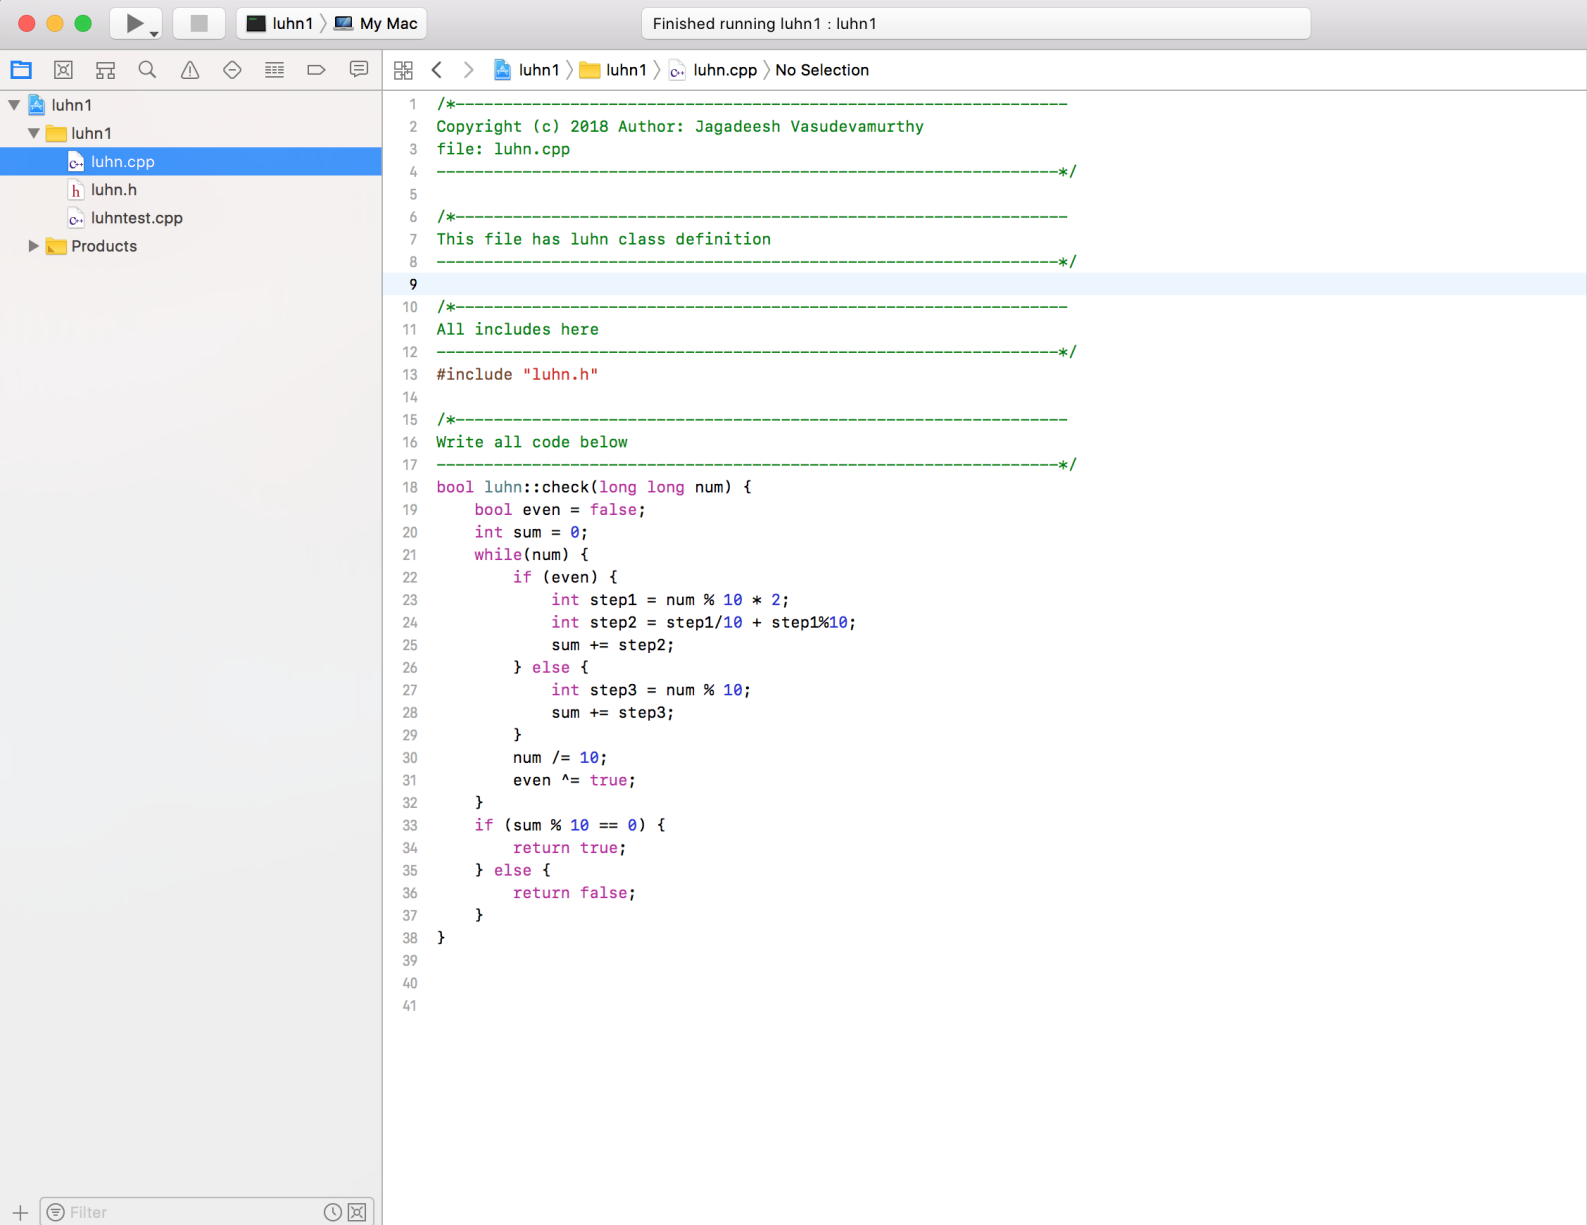 luhn1 My Mac
Finished running luhn1 : luhn1
luhn1 luhn1 luhn.cpp No Selection
luhn1
luhn1
luhn.cpp
luhn.h
luhntest.cpp
Products
1 /*----------------------------------------------------------------
2 Copyright (c) 2018 Author: Jagadeesh Vasudevamurthy
3 file: luhn.cpp
4 -----------------------------------------------------------------*/
5
6 /*----------------------------------------------------------------
7 This file has luhn class definition
8 -----------------------------------------------------------------*/
9
10 /*----------------------------------------------------------------
11 All includes here
12 -----------------------------------------------------------------*/
13 #include "luhn.h"
14
15 /*----------------------------------------------------------------
16 Write all code below
17 -----------------------------------------------------------------*/
18 bool luhn::check(long long num) {
19     bool even = false;
20     int sum = 0;
21     while(num) {
22         if (even) {
23             int step1 = num % 10 * 2;
24             int step2 = step1/10 + step1%10;
25             sum += step2;
26         } else {
27             int step3 = num % 10;
28             sum += step3;
29         }
30         num /= 10;
31         even ^= true;
32     }
33     if (sum % 10 == 0) {
34         return true;
35     } else {
36         return false;
37     }
38 }
39
40
41
Filter